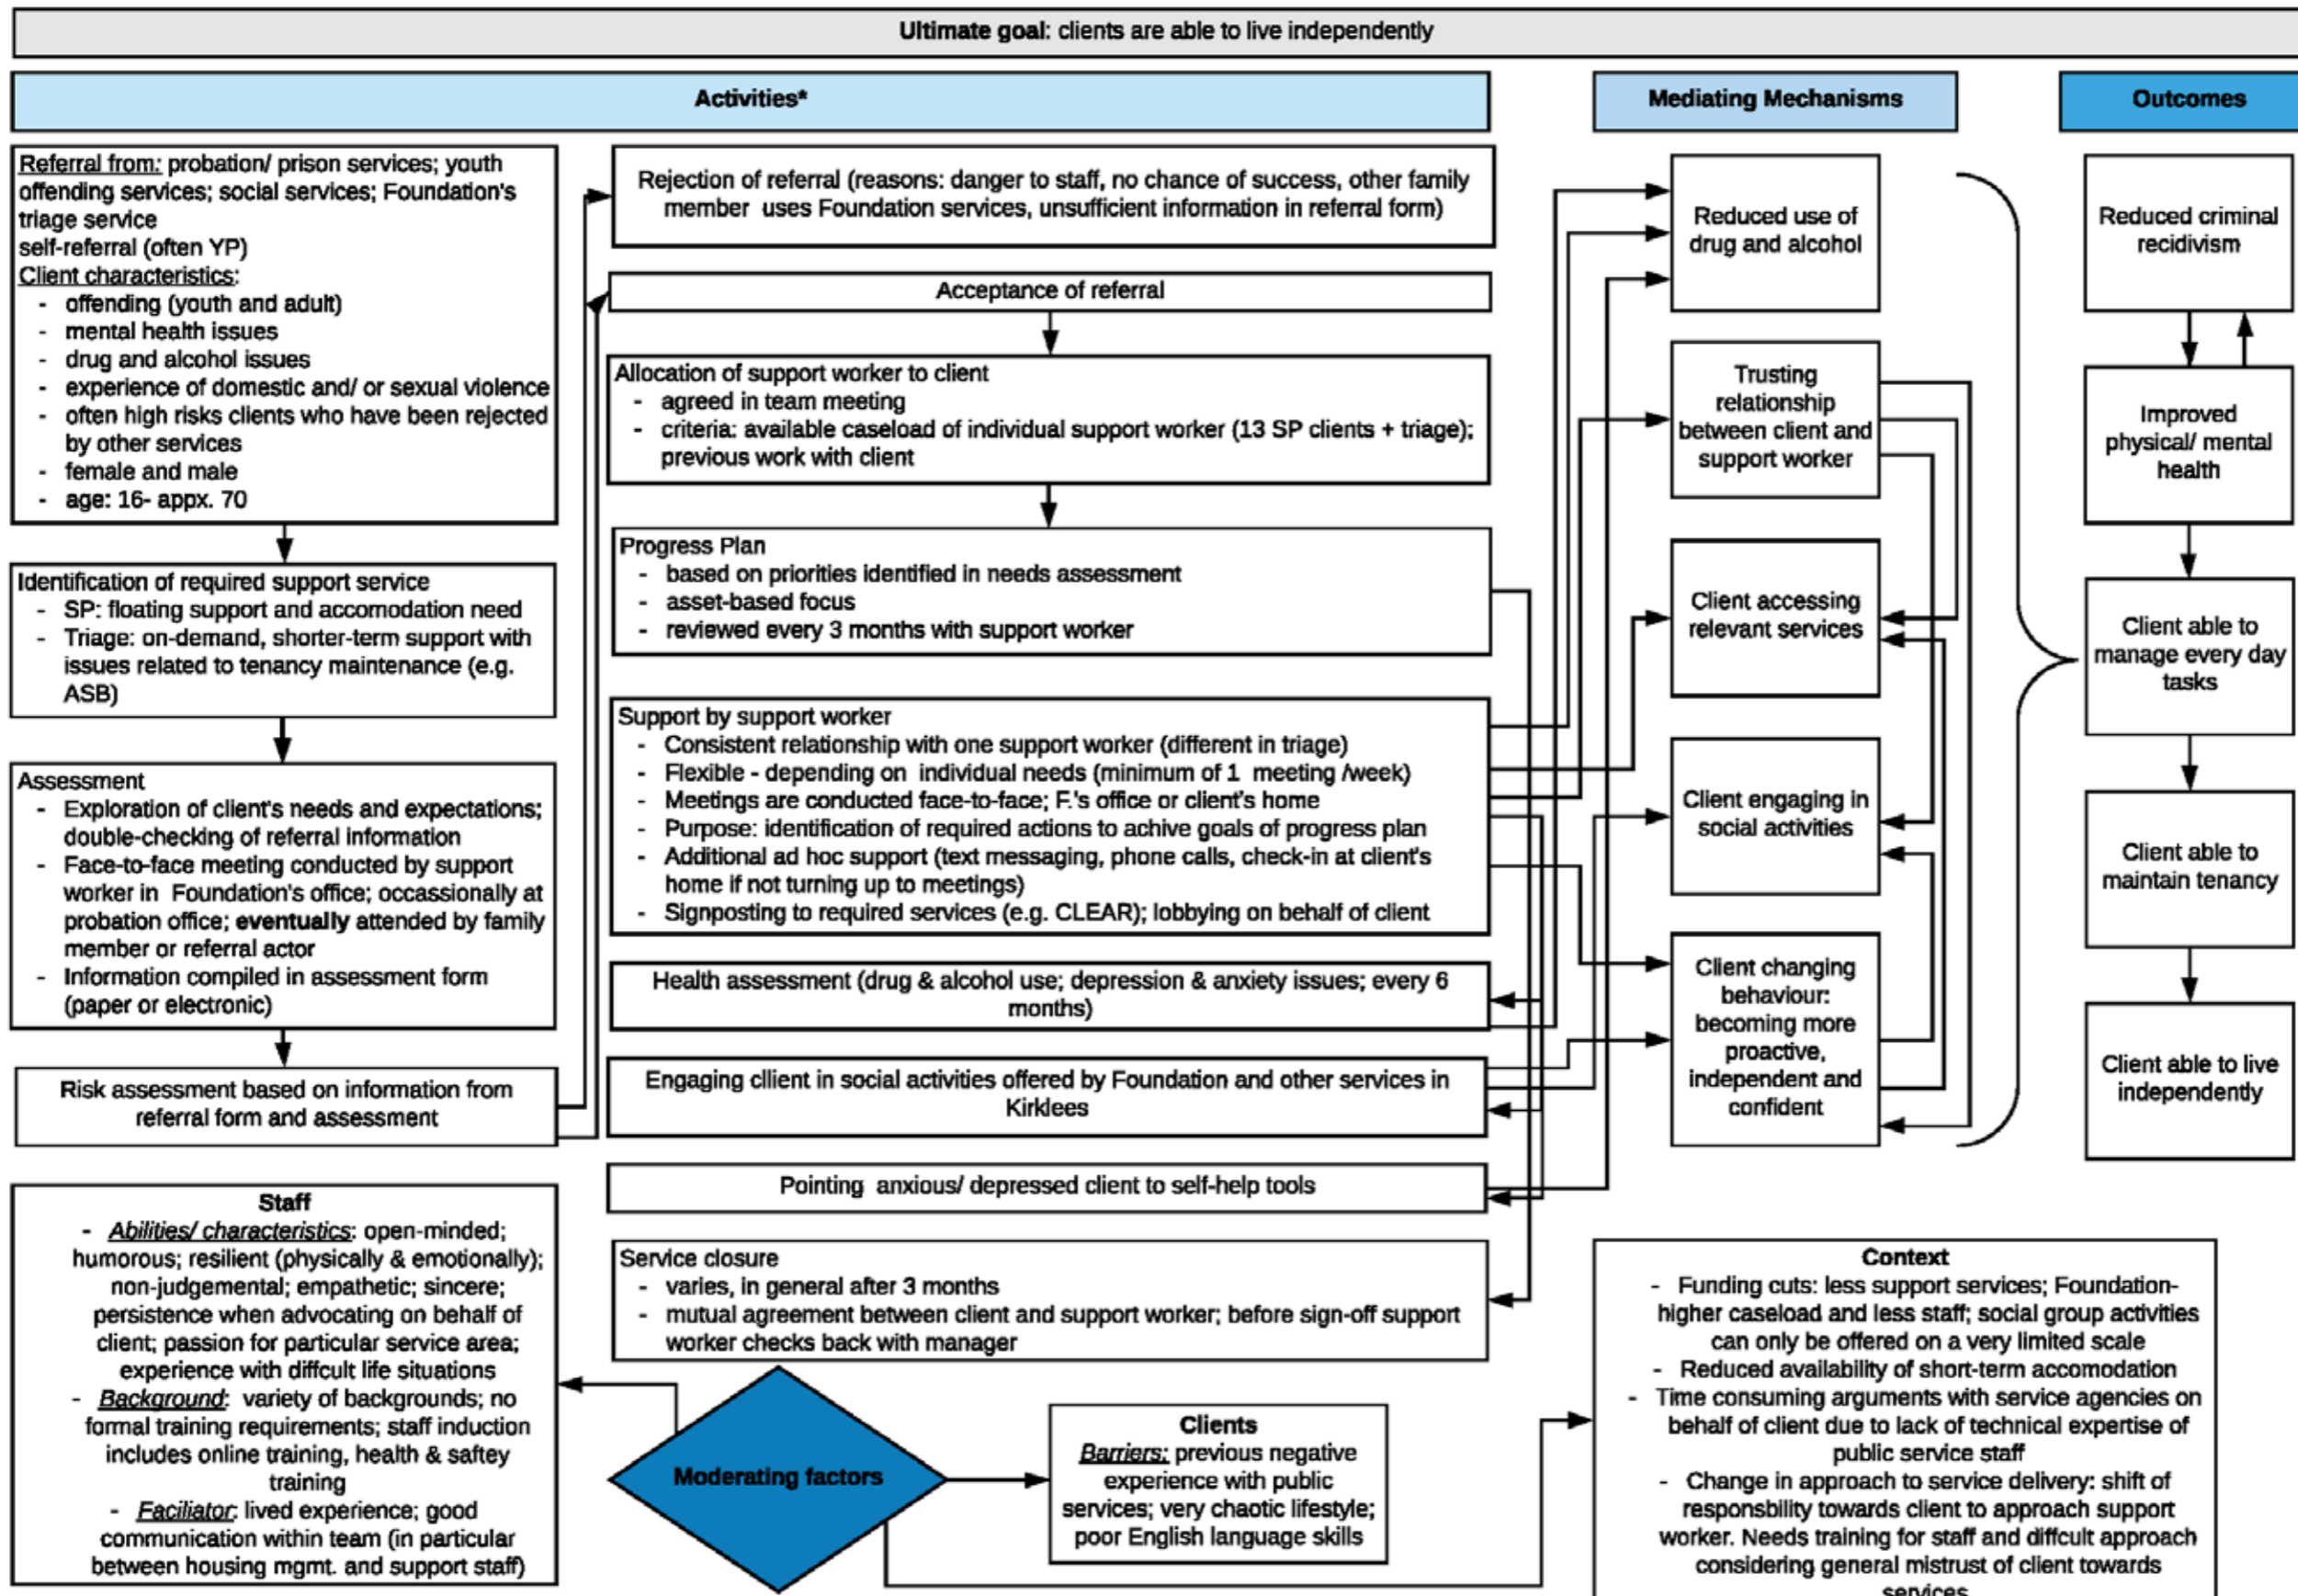 Ultimate goal: clients are able to live independently
Activities*
Mediating Mechanisms
Outcomes
Referral from: probation/ prison services; youth
offending services; social services; Foundation's
triage service
self-referral (often YP)
Client characteristics:
- offending (youth and adult)
- mental health issues
- drug and alcohol issues
- experience of domestic and/ or sexual violence
- often high risks clients who have been rejected
by other services
- female and male
- age: 16- appx. 70
Identification of required support service
- SP: floating support and accomodation need
- Triage: on-demand, shorter-term support with
issues related to tenancy maintenance (e.g.
ASB)
Assessment
- Exploration of client's needs and expectations;
double-checking of referral information
- Face-to-face meeting conducted by support
worker in Foundation's office; occassionally at
probation office; eventually attended by family
member or referral actor
- Information compiled in assessment form
(paper or electronic)
Risk assessment based on information from
referral form and assessment
Rejection of referral (reasons: danger to staff, no chance of success, other family
member uses Foundation services, unsufficient information in referral form)
Acceptance of referral
Allocation of support worker to client
- agreed in team meeting
- criteria: available caseload of individual support worker (13 SP clients + triage);
previous work with client
Progress Plan
- based on priorities identified in needs assessment
- asset-based focus
- reviewed every 3 months with support worker
Support by support worker
- Consistent relationship with one support worker (different in triage)
- Flexible - depending on individual needs (minimum of 1 meeting /week)
- Meetings are conducted face-to-face; F.'s office or client's home
- Purpose: identification of required actions to achive goals of progress plan
- Additional ad hoc support (text messaging, phone calls, check-in at client's
home if not turning up to meetings)
- Signposting to required services (e.g. CLEAR); lobbying on behalf of client
Health assessment (drug & alcohol use; depression & anxiety issues; every 6
months)
Engaging cllient in social activities offered by Foundation and other services in
Kirklees
Pointing anxious/ depressed client to self-help tools
Service closure
- varies, in general after 3 months
- mutual agreement between client and support worker; before sign-off support
worker checks back with manager
Reduced use of
drug and alcohol
Trusting
relationship
between client and
support worker
Client accessing
relevant services
Client engaging in
social activities
Client changing
behaviour:
becoming more
proactive,
independent and
confident
Reduced criminal
recidivism
Improved
physical/ mental
health
Client able to
manage every day
tasks
Client able to
maintain tenancy
Client able to live
independently
Staff
- Abilities/ characteristics: open-minded;
humorous; resilient (physically & emotionally);
non-judgemental; empathetic; sincere;
persistence when advocating on behalf of
client; passion for particular service area;
experience with diffcult life situations
- Background: variety of backgrounds; no
formal training requirements; staff induction
includes online training, health & saftey
training
- Faciliator: lived experience; good
communication within team (in particular
between housing mgmt. and support staff)
Moderating factors
Clients
Barriers: previous negative
experience with public
services; very chaotic lifestyle;
poor English language skills
Context
- Funding cuts: less support services; Foundation-
higher caseload and less staff; social group activities
can only be offered on a very limited scale
- Reduced availability of short-term accomodation
- Time consuming arguments with service agencies on
behalf of client due to lack of technical expertise of
public service staff
- Change in approach to service delivery: shift of
responsbility towards client to approach support
worker. Needs training for staff and diffcult approach
considering general mistrust of client towards
services